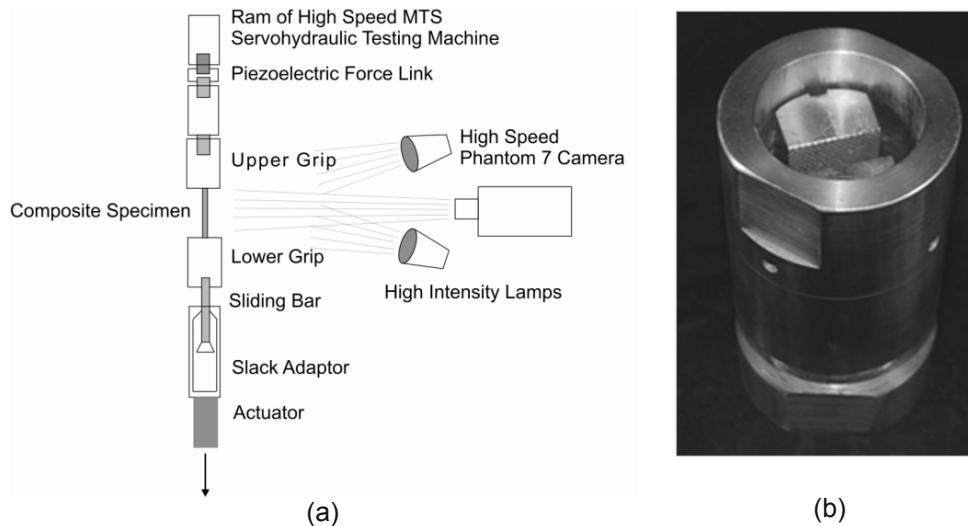 Ram of High Speed MTS
Servohydraulic Testing Machine
Piezoelectric Force Link
Upper Grip
High Speed
Phantom 7 Camera
Composite Specimen
Lower Grip
High Intensity Lamps
Sliding Bar
Slack Adaptor
Actuator
(a)
(b)